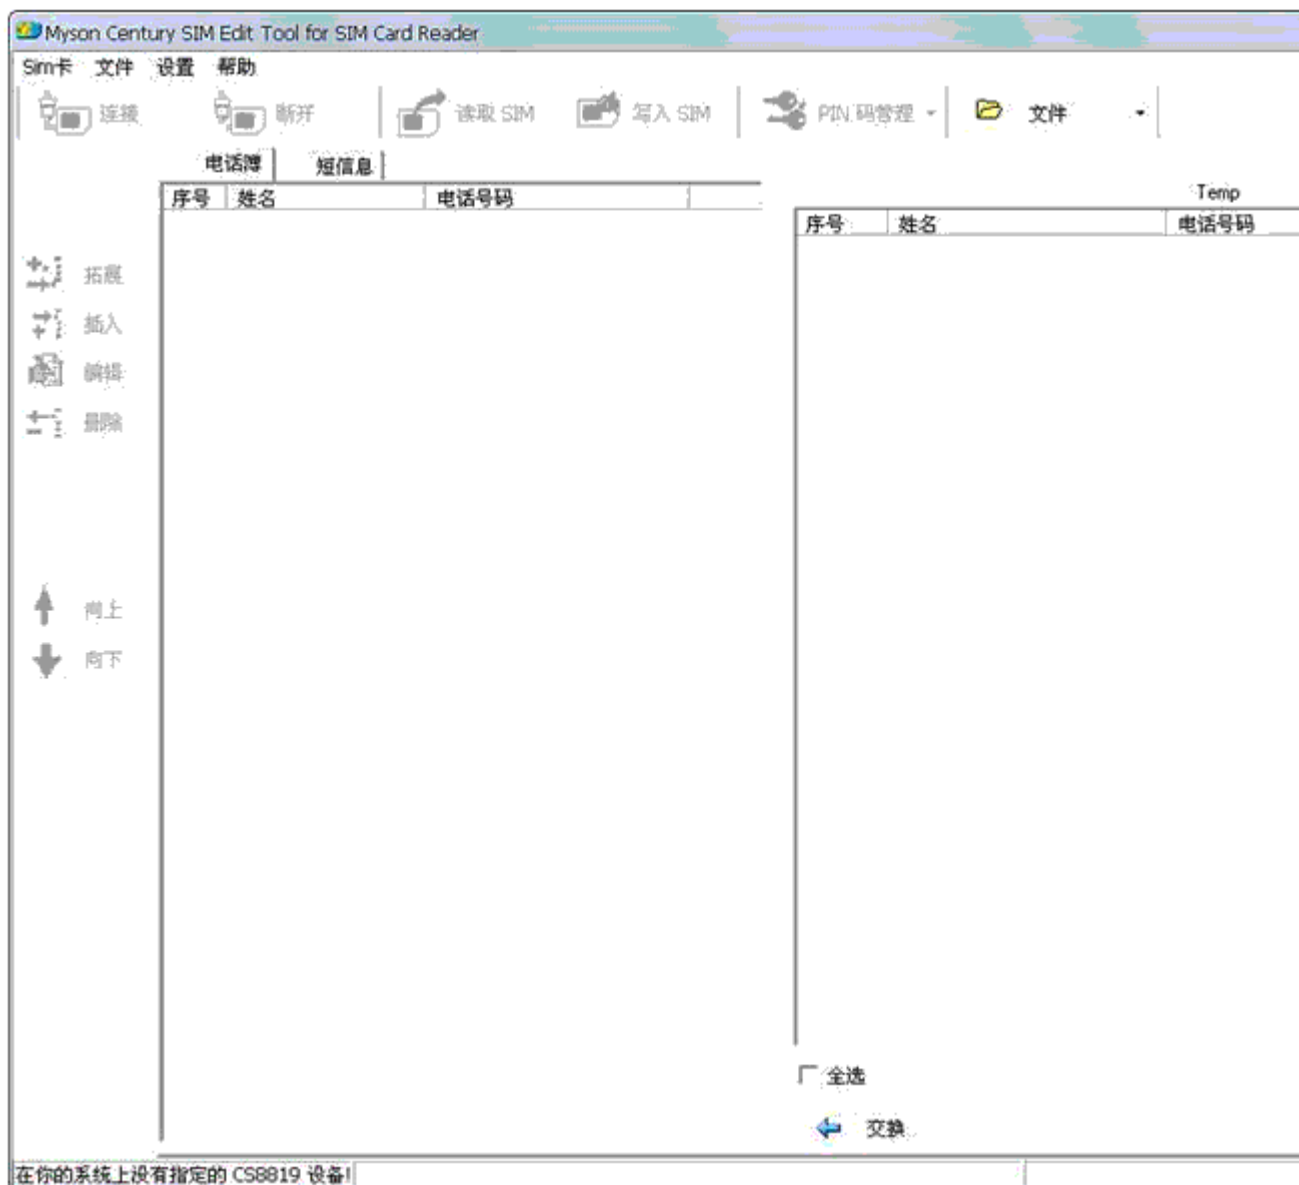 Myson Century SIM Edit Tool for SIM Card Reader
Sim卡 文件 设置 帮助
连接 断开 读取 SIM 写入 SIM PIN 码管理 文件
电话簿 短信息
Temp
序号 姓名 电话号码
序号 姓名 电话号码
拓展
插入
编辑
删除
向上
向下
全选
交换
在你的系统上没有指定的 CS8819 设备!